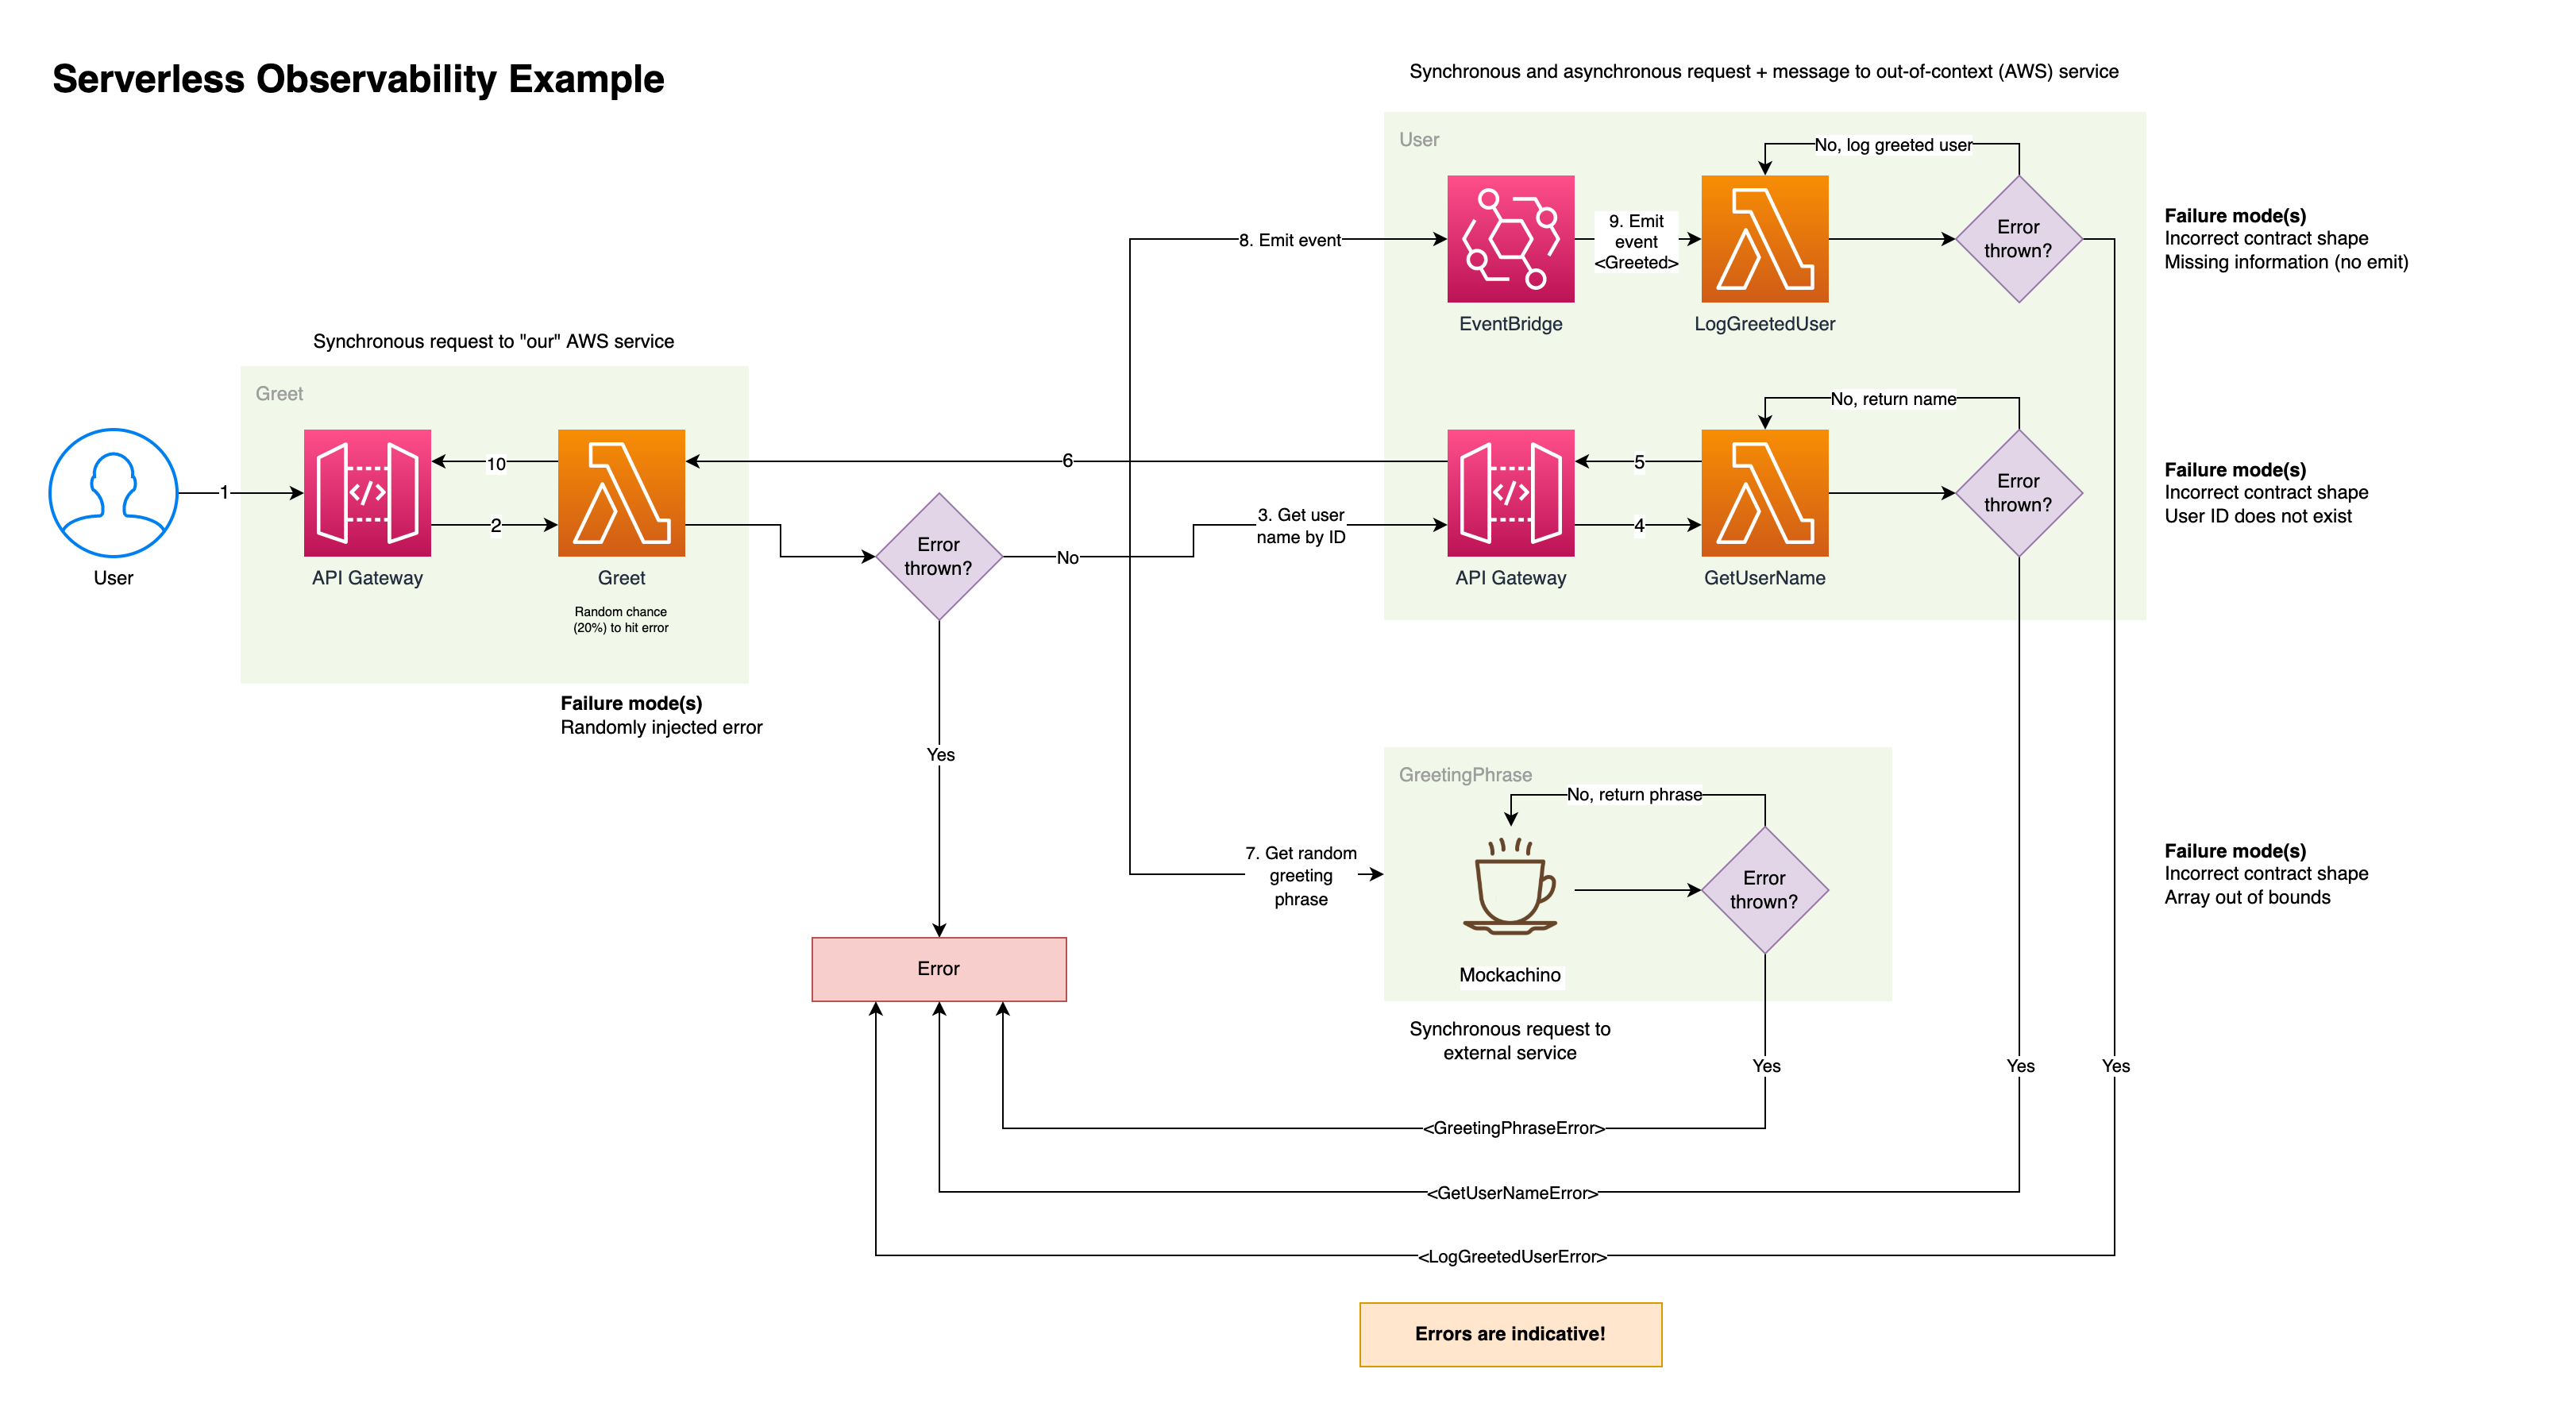 Serverless Observability Example
Synchronous and asynchronous request + message to out-of-context (AWS) service
User
No, log greeted user
8. Emit event
9. Emit
event
<Greeted>
Error
thrown?
EventBridge
LogGreetedUser
Failure mode(s)
Incorrect contract shape
Missing information (no emit)
Synchronous request to "our" AWS service
Greet
1
10
2
User
API Gateway
Greet
Random chance
(20%) to hit error
Failure mode(s)
Randomly injected error
Error
thrown?
No
Yes
6
3. Get user
name by ID
5
4
No, return name
Error
thrown?
API Gateway
GetUserName
Failure mode(s)
Incorrect contract shape
User ID does not exist
GreetingPhrase
No, return phrase
7. Get random
greeting
phrase
Error
thrown?
Mockachino
Failure mode(s)
Incorrect contract shape
Array out of bounds
Error
Synchronous request to
external service
Yes
Yes
Yes
<GreetingPhraseError>
<GetUserNameError>
<LogGreetedUserError>
Errors are indicative!